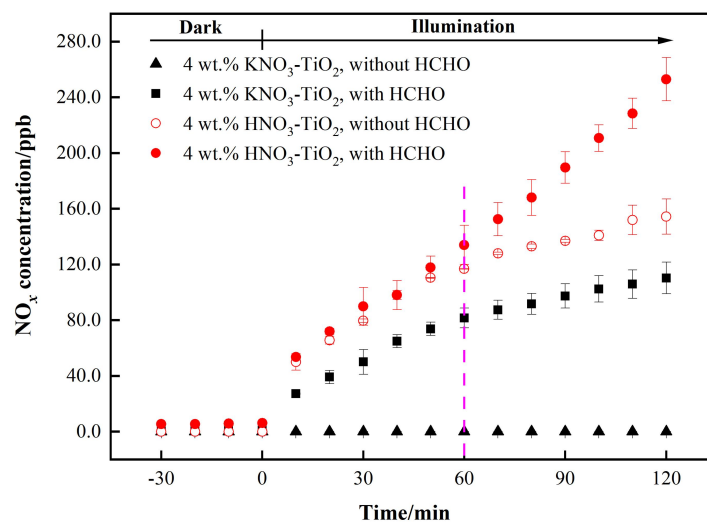 Dark Illumination
280.0
240.0
200.0
160.0
120.0
80.0
40.0
0.0
NOx concentration/ppb
4 wt.% KNO3-TiO2, without HCHO
4 wt.% KNO3-TiO2, with HCHO
4 wt.% HNO3-TiO2, without HCHO
4 wt.% HNO3-TiO2, with HCHO
-30 0 30 60 90 120
Time/min